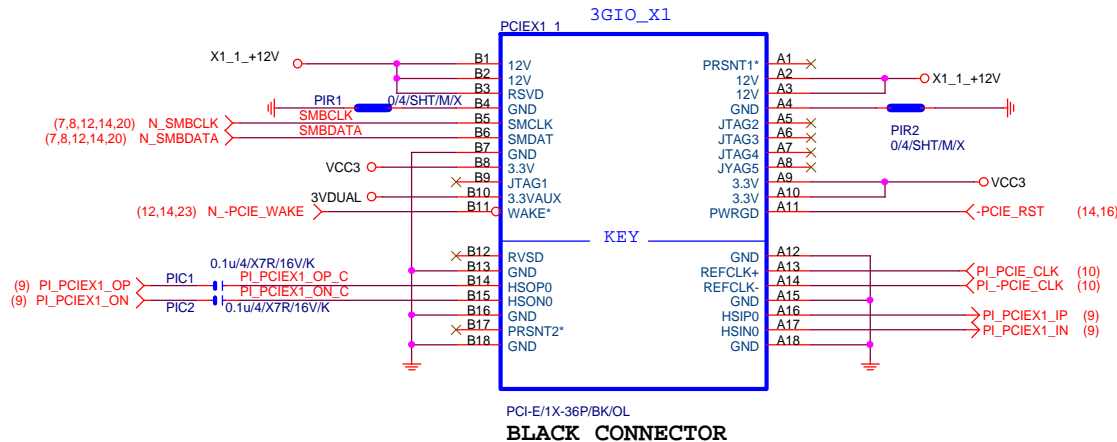 3GIO_X1
PCIEX1_1
X1_1_+12V B1 12V PRSNT1* A1
B2 12V 12V A2 X1_1_+12V
B3 RSVD 12V A3
PIR1 0/4/SHT/M/X B4 GND GND A4
(7,8,12,14,20) N_SMBCLK SMBCLK B5 SMCLK JTAG2 A5
(7,8,12,14,20) N_SMBDATA SMBDATA B6 SMDAT JTAG3 A6 PIR2
B7 GND JTAG4 A7 0/4/SHT/M/X
VCC3 B8 3.3V JYAG5 A8
B9 JTAG1 3.3V A9 VCC3
3VDUAL B10 3.3VAUX 3.3V A10
(12,14,23) N_-PCIE_WAKE B11 WAKE* PWRGD A11 -PCIE_RST (14,16)
KEY
B12 RVSD GND A12
0.1u/4/X7R/16V/K B13 GND REFCLK+ A13 PI_PCIE_CLK (10)
(9) PI_PCIEX1_OP PIC1 PI_PCIEX1_OP_C B14 HSOP0 REFCLK- A14 PI_-PCIE_CLK (10)
(9) PI_PCIEX1_ON PIC2 PI_PCIEX1_ON_C B15 HSON0 GND A15
0.1u/4/X7R/16V/K B16 GND HSIP0 A16 PI_PCIEX1_IP (9)
B17 PRSNT2* HSIN0 A17 PI_PCIEX1_IN (9)
B18 GND GND A18
PCI-E/1X-36P/BK/OL
BLACK CONNECTOR